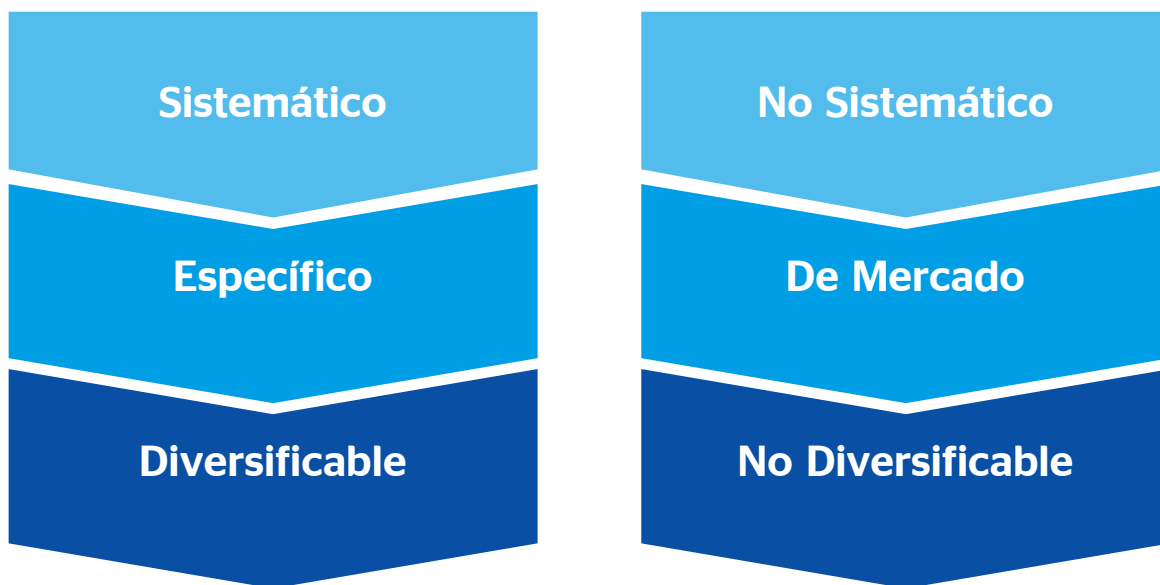 Sistemático
Específico
Diversificable
No Sistemático
De Mercado
No Diversificable